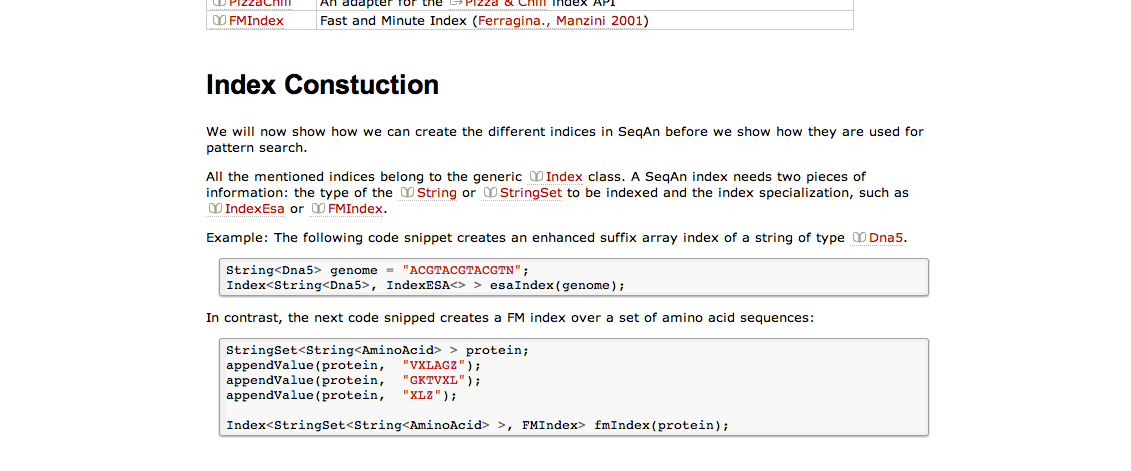 PizzaChili An adapter for the Pizza & Chili index API
FMIndex Fast and Minute Index (Ferragina., Manzini 2001)
Index Constuction
We will now show how we can create the different indices in SeqAn before we show how they are used for
pattern search.
All the mentioned indices belong to the generic Index class. A SeqAn index needs two pieces of
information: the type of the String or StringSet to be indexed and the index specialization, such as
IndexEsa or FMIndex.
Example: The following code snippet creates an enhanced suffix array index of a string of type Dna5.
String<Dna5> genome = "ACGTACGTACGTN";
Index<String<Dna5>, IndexESA<> > esaIndex(genome);
In contrast, the next code snipped creates a FM index over a set of amino acid sequences:
StringSet<String<AminoAcid> > protein;
appendValue(protein,  "VXLAGZ");
appendValue(protein,  "GKTVXL");
appendValue(protein,  "XLZ");
Index<StringSet<String<AminoAcid> >, FMIndex> fmIndex(protein);